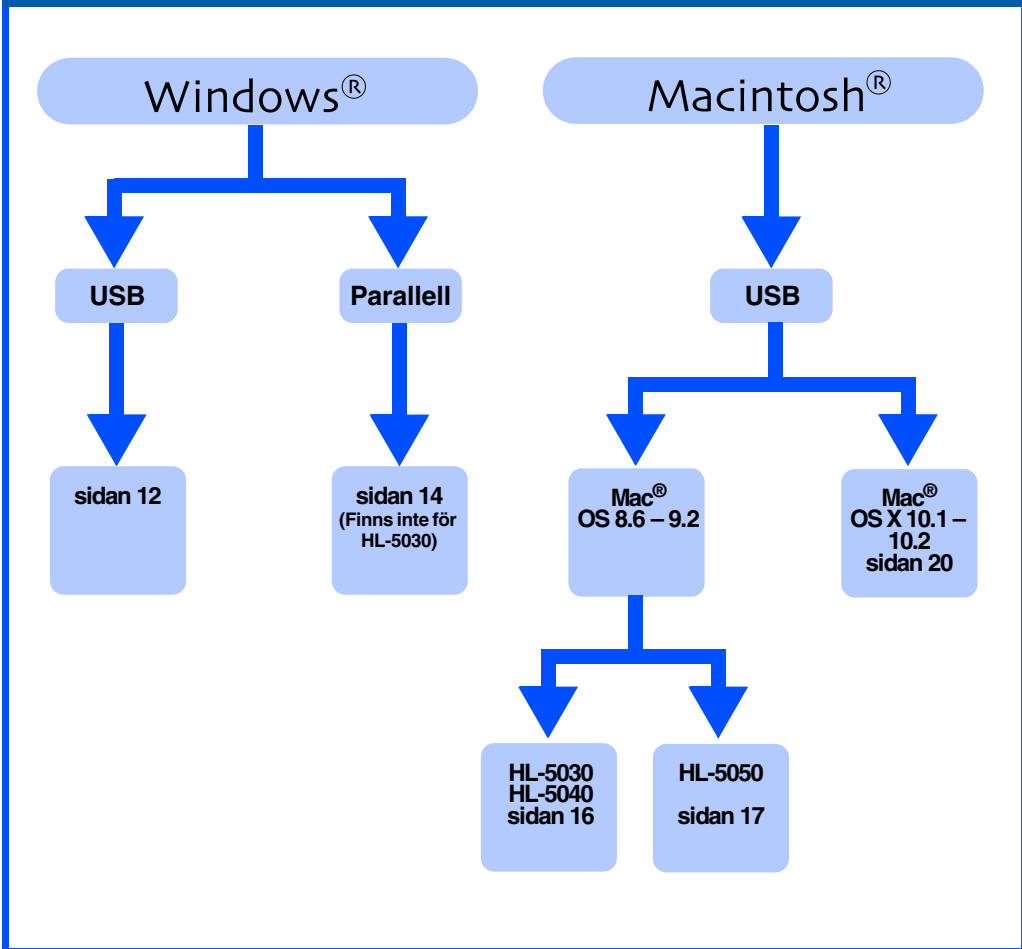 Windows®
Macintosh®
USB
Parallell
USB
sidan 12
sidan 14
(Finns inte för
HL-5030)
Mac®
OS 8.6 – 9.2
Mac®
OS X 10.1 –
10.2
sidan 20
HL-5030
HL-5040
sidan 16
HL-5050
sidan 17